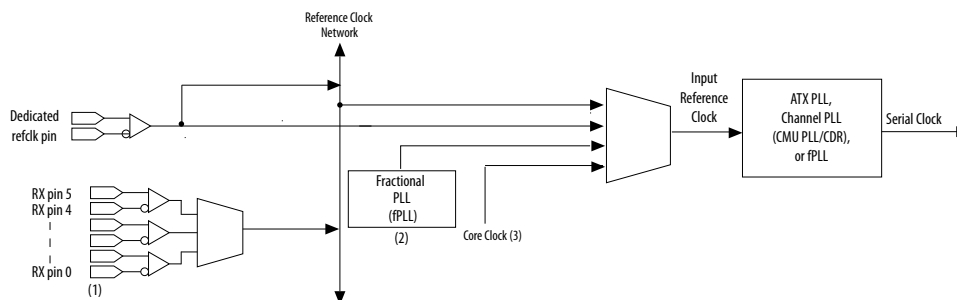 Reference Clock
Network
Dedicated
refclk pin
Input
Reference
Clock
ATX PLL,
Channel PLL
(CMU PLL/CDR),
or fPLL
Serial Clock
Fractional
PLL
(fPLL)
(2)
Core Clock (3)
RX pin 5
RX pin 4
RX pin 0
(1)